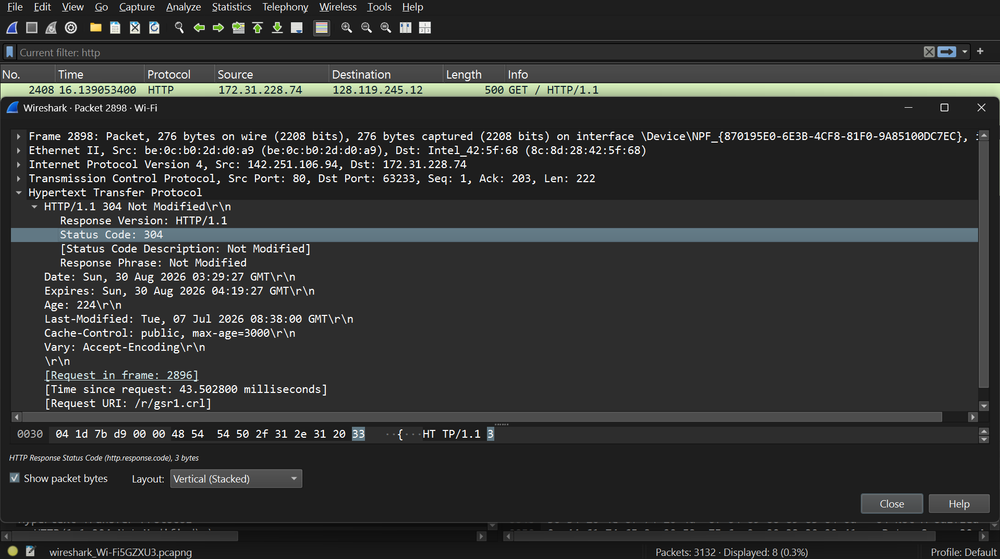 File Edit View Go Capture Analyze Statistics Telephony Wireless Tools Help
Current filter: http
No. Time Protocol Source Destination Length Info
2408 16.139053400 HTTP 172.31.228.74 128.119.245.12 500 GET / HTTP/1.1
Wireshark · Packet 2898 · Wi-Fi
Frame 2898: Packet, 276 bytes on wire (2208 bits), 276 bytes captured (2208 bits) on interface \Device\NPF_{870195E0-6E3B-4CF8-81F0-9A85100DC7EC},
Ethernet II, Src: be:0c:b0:2d:d0:a9 (be:0c:b0:2d:d0:a9), Dst: Intel_42:5f:68 (8c:8d:28:42:5f:68)
Internet Protocol Version 4, Src: 142.251.106.94, Dst: 172.31.228.74
Transmission Control Protocol, Src Port: 80, Dst Port: 63233, Seq: 1, Ack: 203, Len: 222
Hypertext Transfer Protocol
HTTP/1.1 304 Not Modified\r\n
Response Version: HTTP/1.1
Status Code: 304
[Status Code Description: Not Modified]
Response Phrase: Not Modified
Date: Sun, 30 Aug 2026 03:29:27 GMT\r\n
Expires: Sun, 30 Aug 2026 04:19:27 GMT\r\n
Age: 224\r\n
Last-Modified: Tue, 07 Jul 2026 08:38:00 GMT\r\n
Cache-Control: public, max-age=3000\r\n
Vary: Accept-Encoding\r\n
\r\n
[Request in frame: 2896]
[Time since request: 43.502800 milliseconds]
[Request URI: /r/gsr1.crl]
0030 04 1d 7b d9 00 00 48 54 54 50 2f 31 2e 31 20 33 ··{···HT TP/1.1 3
HTTP Response Status Code (http.response.code), 3 bytes
Show packet bytes Layout: Vertical (Stacked)
Close Help
wireshark_Wi-Fi5GZXU3.pcapng Packets: 3132 · Displayed: 8 (0.3%) Profile: Default